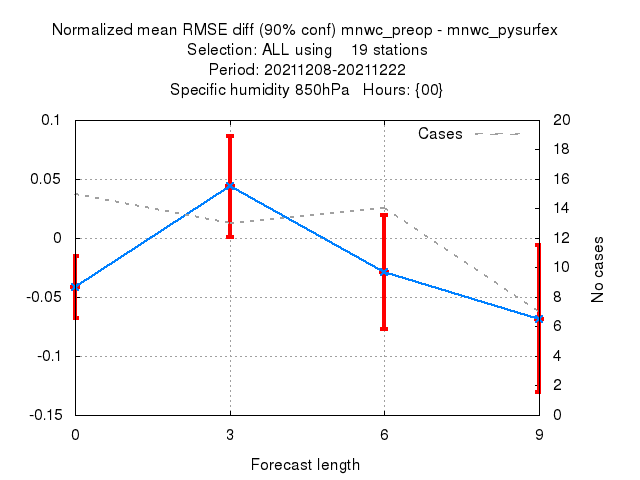 Normalized mean RMSE diff (90% conf) mnwc_preop - mnwc_pysurfex
Selection: ALL using    19 stations
Period: 20211208-20211222
Specific humidity 850hPa   Hours: {00}
0.1
0.05
0
-0.05
-0.1
-0.15
Cases
20
18
16
14
12
10
8
6
4
2
0
No cases
0 3 6 9
Forecast length